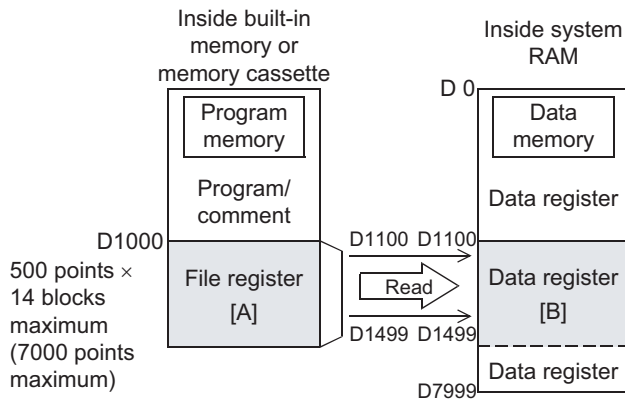 Inside built-in
memory or
memory cassette
Program
memory
Program/
comment
D1000
500 points ×
14 blocks
maximum
(7000 points
maximum)
File register
[A]
D1100 D1100
Read
D1499 D1499
Inside system
RAM
D 0
Data
memory
Data register
Data register
[B]
Data register
D7999